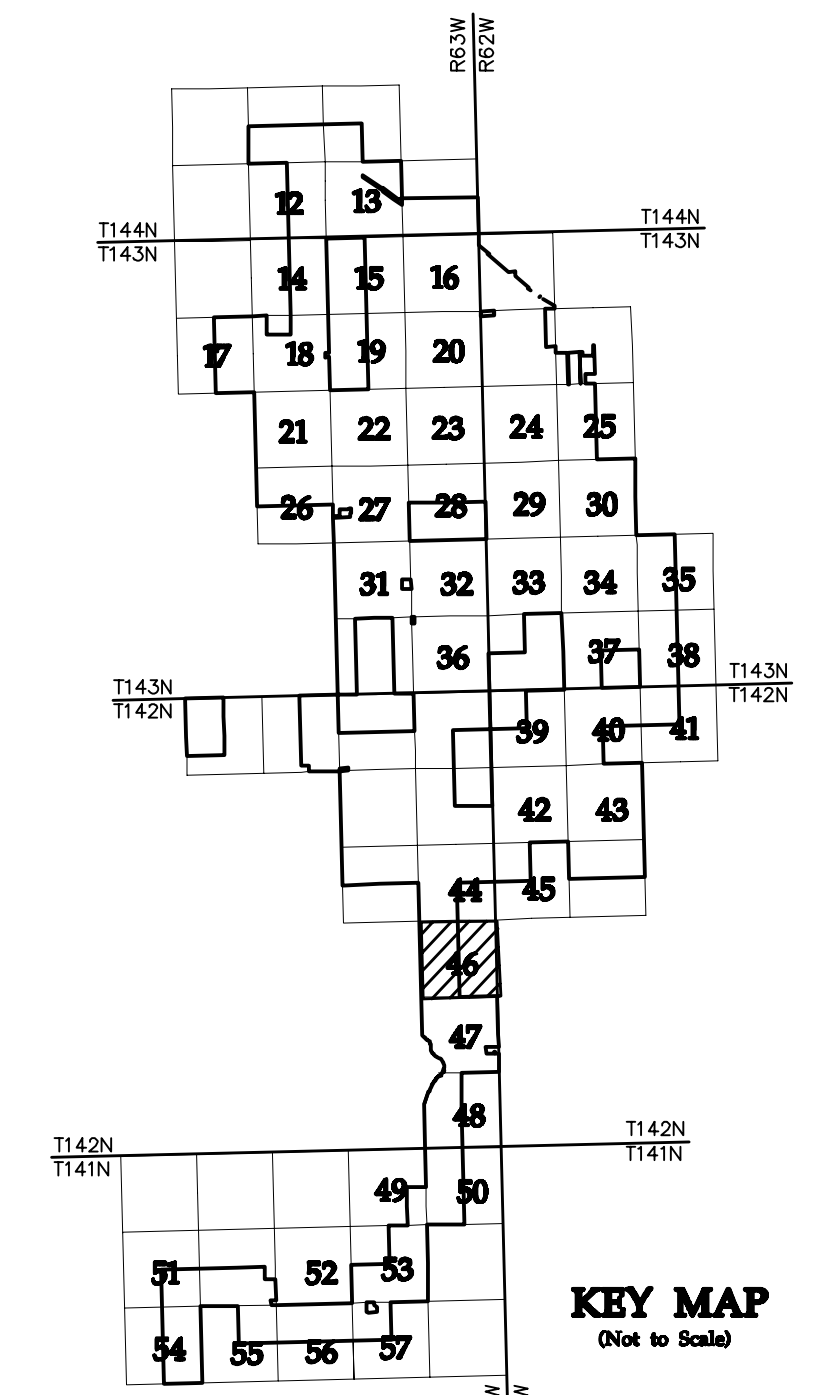 R63W
R62W
12 13
T144N T144N
T143N T143N
14 15 16
17 18 19 20
21 22 23 24 25
26 27 28 29 30
31 32 33 34 35
36 37 38
T143N T143N
T142N T142N
39 40 41
42 43
44 45
46
47
48
T142N T142N
T141N T141N
49 50
51 52 53
54 55 56 57
KEY MAP
(Not to Scale)
W W